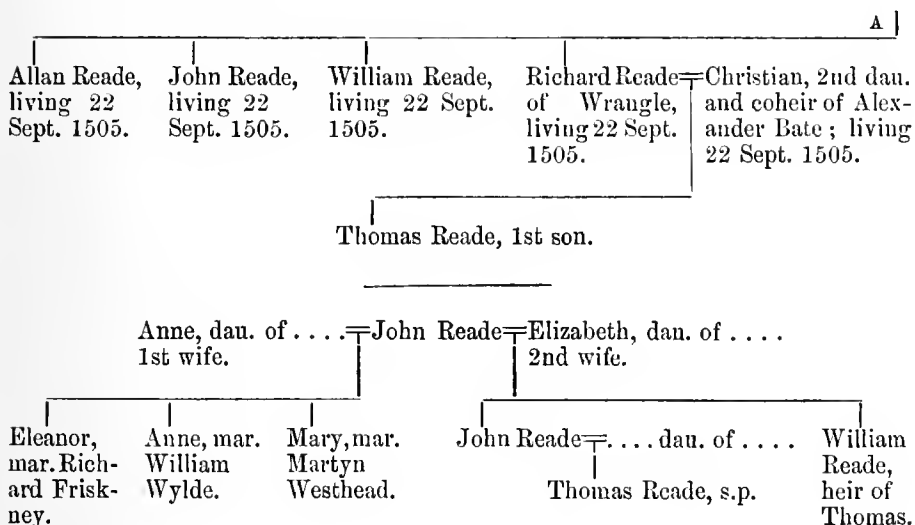 A
Allan Reade,
living 22
Sept. 1505.
John Reade,
living 22
Sept. 1505.
William Reade,
living 22 Sept.
1505.
Richard Reade
of Wrangle,
living 22 Sept.
1505.
Christian, 2nd dau.
and coheir of Alex-
ander Bate ; living
22 Sept. 1505.
Thomas Reade, 1st son.
Anne, dau. of . . . .
1st wife.
John Reade
Elizabeth, dau. of . . . .
2nd wife.
Eleanor,
mar. Rich-
ard Frisk-
ney.
Anne, mar.
William
Wylde.
Mary, mar.
Martyn
Westhead.
John Reade
. . . . dau. of . . . .
Thomas Reade, s.p.
William
Reade,
heir of
Thomas.